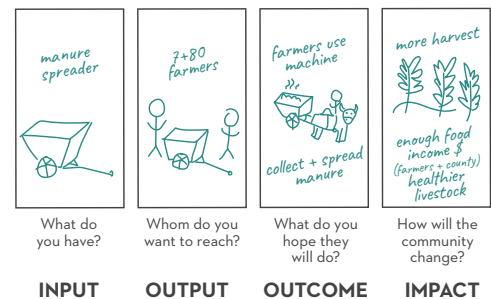 manure
spreader
What do
you have?
INPUT
7+80
farmers
Whom do you
want to reach?
OUTPUT
farmers use
machine
collect + spread
manure
What do you
hope they
will do?
OUTCOME
more harvest
enough food
income $
(farmers + county)
healthier
livestock
How will the
community
change?
IMPACT